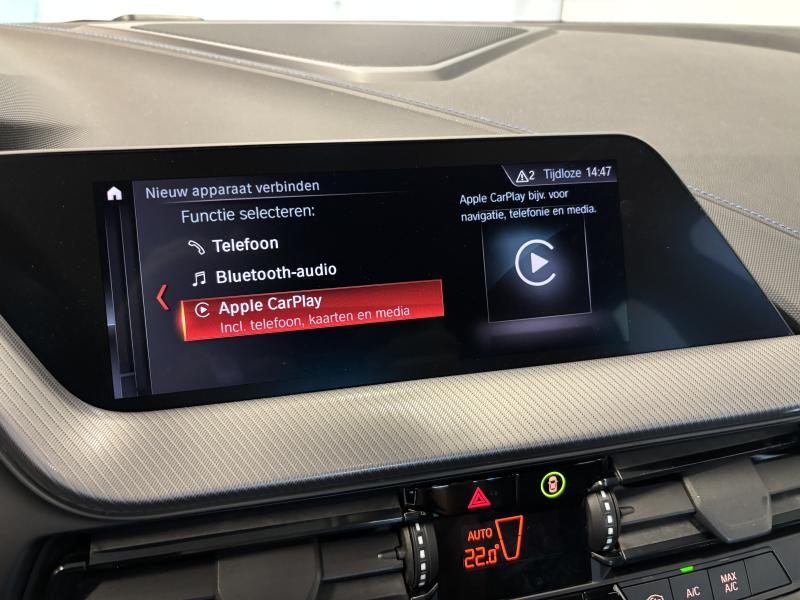 Nieuw apparaat verbinden
2 Tijdloze 14:47
Functie selecteren:
Telefoon
Bluetooth-audio
Apple CarPlay
Incl. telefoon, kaarten en media
Apple CarPlay bijv. voor
navigatie, telefonie en media.
AUTO
22.0°
A/C
MAX
A/C